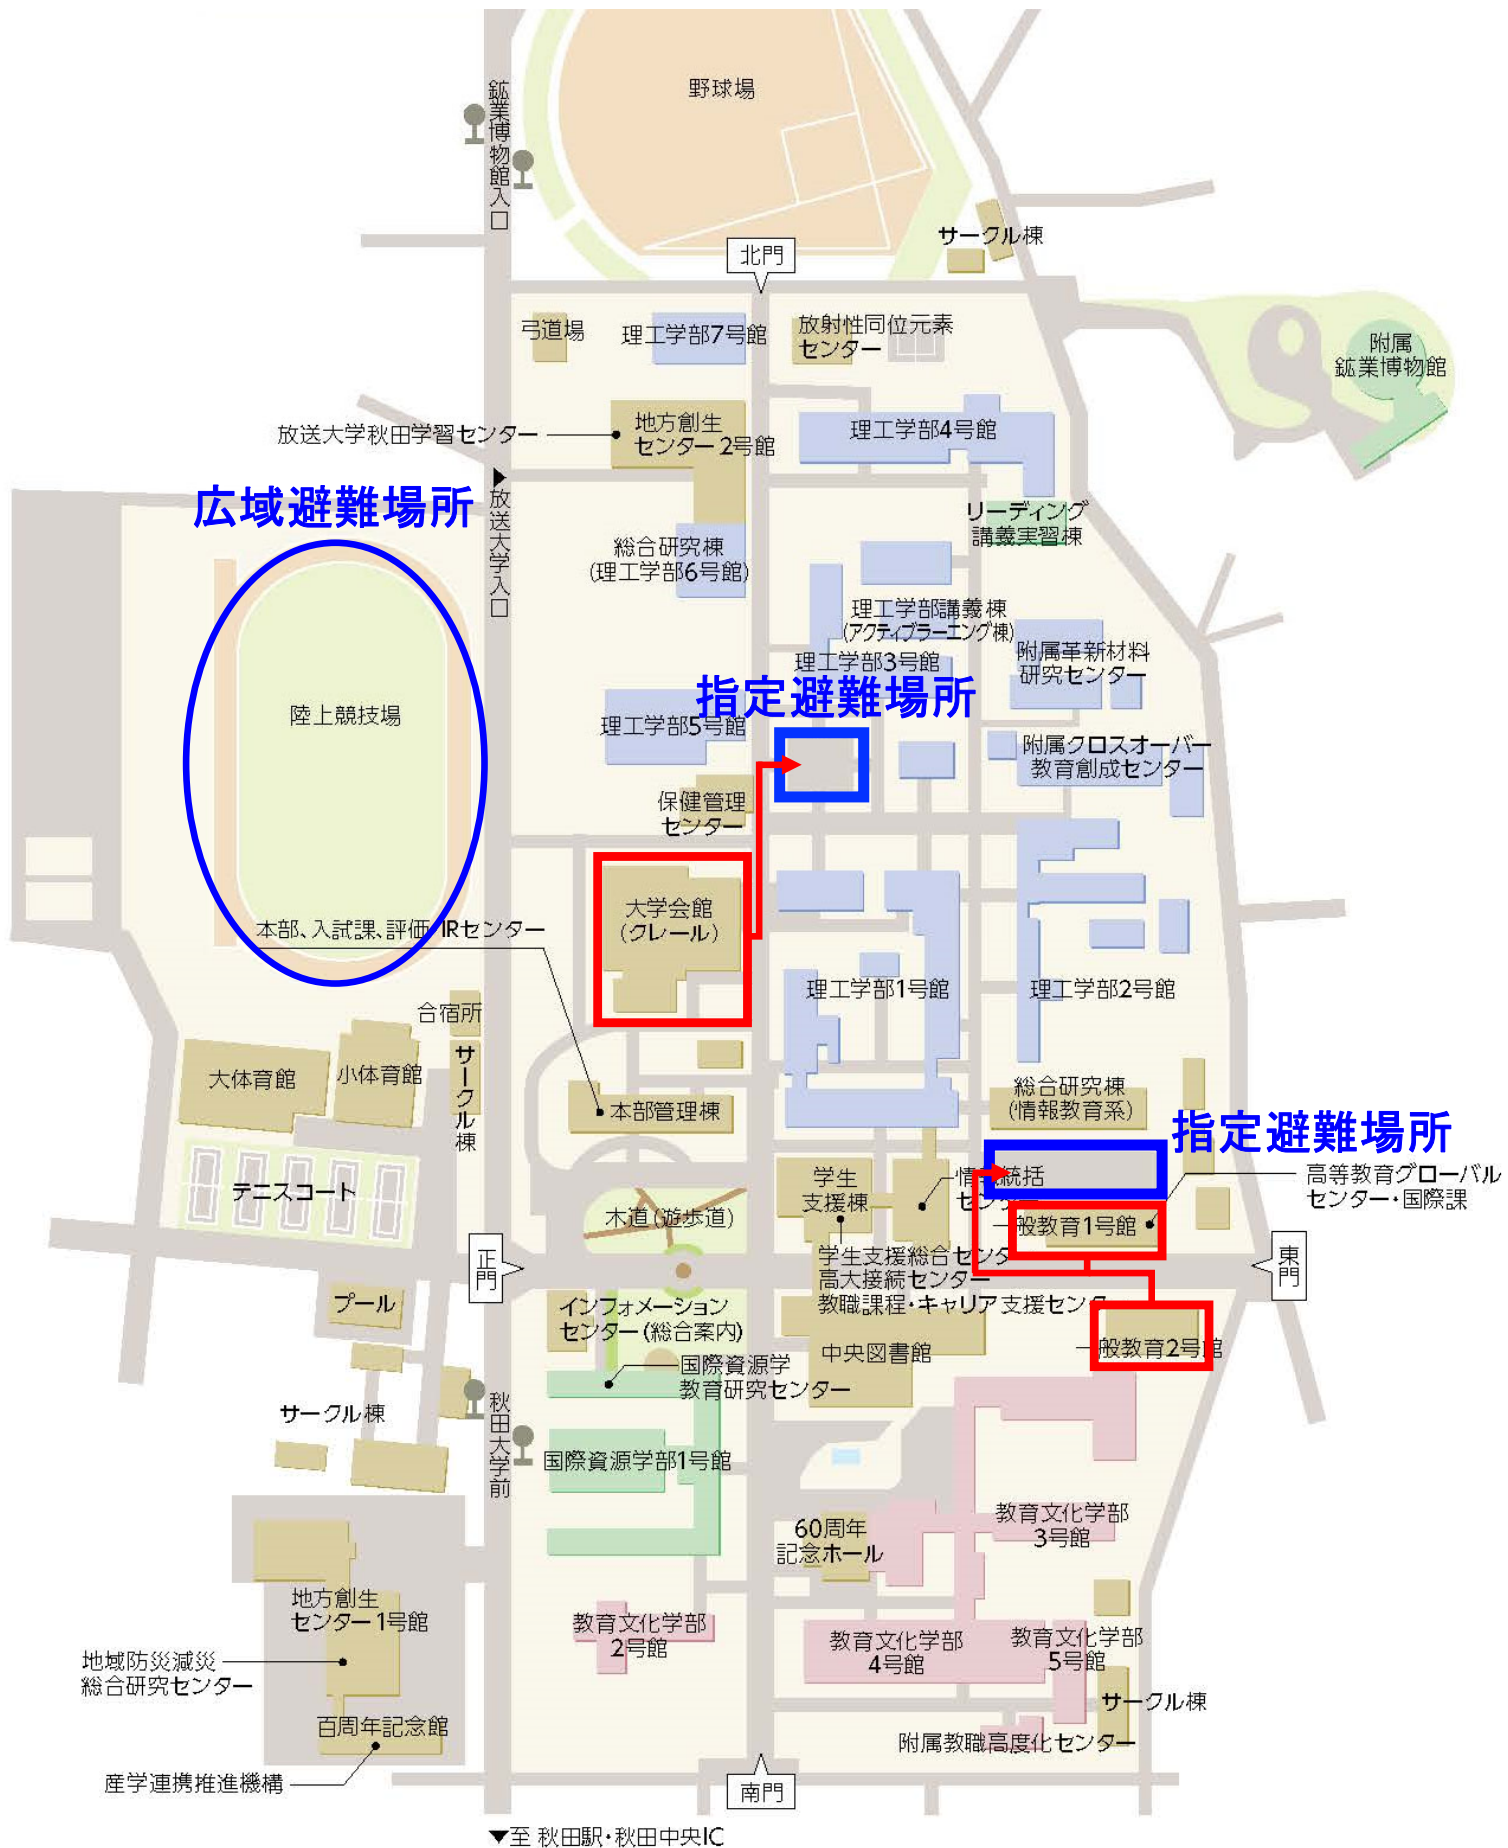 野球場
鉱業博物館入口
サークル棟
北門
弓道場
理工学部7号館
放射性同位元素
センター
附属
鉱業博物館
放送大学秋田学習センター
地方創生
センター2号館
理工学部4号館
広域避難場所
放送大学入口
リーディング
講義実習棟
総合研究棟
(理工学部6号館)
理工学部講義棟
(アクティブラーニング棟)
理工学部3号館
附属革新材料
研究センター
指定避難場所
陸上競技場
理工学部5号館
附属クロスオーバー
教育創成センター
保健管理
センター
大学会館
(クレール)
本部、入試課、評価・IRセンター
理工学部1号館
理工学部2号館
合宿所
大体育館
小体育館
サークル棟
本部管理棟
総合研究棟
(情報教育系)
指定避難場所
学生
支援棟
情報統括
センター
高等教育グローバル
センター・国際課
テニスコート
木道(遊歩道)
一般教育1号館
正門
東門
学生支援総合センター
高大接続センター
教職課程・キャリア支援センター
プール
インフォメーション
センター(総合案内)
中央図書館
一般教育2号館
国際資源学
教育研究センター
サークル棟
秋田大学前
国際資源学部1号館
60周年
記念ホール
教育文化学部
3号館
地方創生
センター1号館
教育文化学部
2号館
教育文化学部
4号館
教育文化学部
5号館
地域防災減災
総合研究センター
サークル棟
百周年記念館
附属教職高度化センター
産学連携推進機構
南門
▼至 秋田駅・秋田中央IC